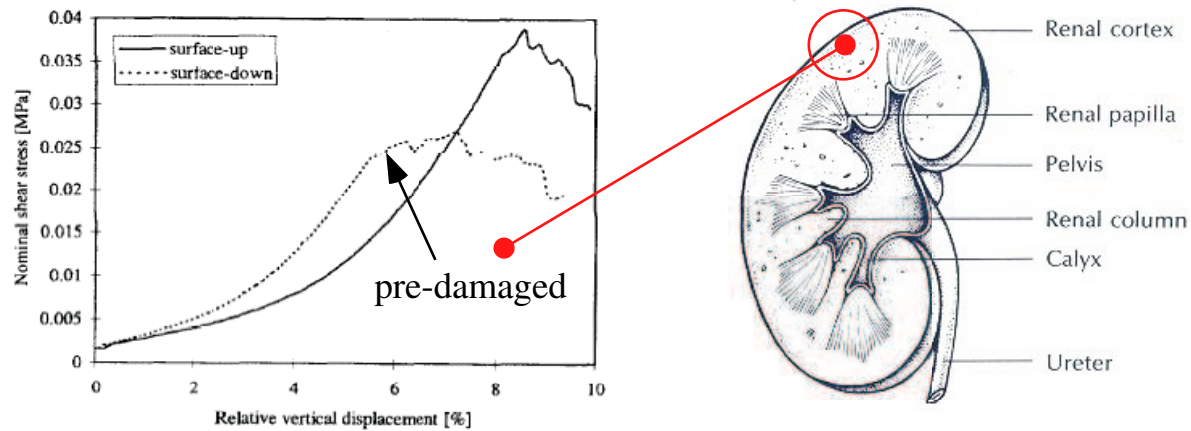 0.04
0.035
0.03
0.025
0.02
0.015
0.01
0.005
0
Nominal shear stress [MPa]
surface-up
surface-down
pre-damaged
0 2 4 6 8 10
Relative vertical displacement [%]
Renal cortex
Renal papilla
Pelvis
Renal column
Calyx
Ureter